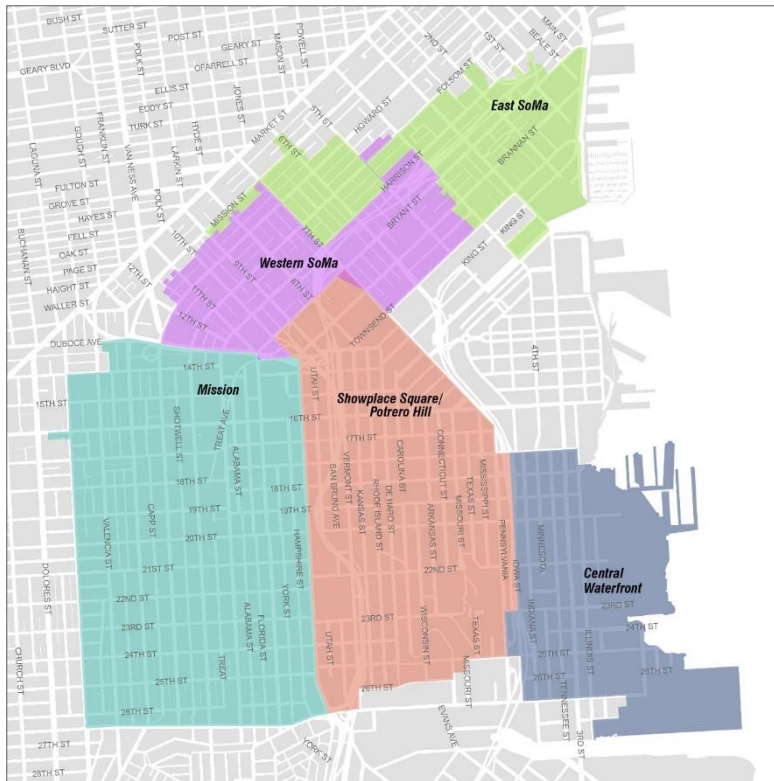 BUSH ST
SUTTER ST
POST ST
GEARY ST
OFARRELL ST
GEARY BLVD
POLK ST
MASON ST
POWELL ST
ELLIS ST
EDDY ST
TURK ST
JONES ST
HYDE ST
LARKIN ST
FRANKLIN ST
GOUGH ST
VAN NESS AVE
LAGUNA ST
MARKET ST
5TH ST
6TH ST
HOWARD ST
FOLSOM ST
2ND ST
1ST ST
MAIN ST
BEALE ST
East SoMa
BRANNAN ST
HARRISON ST
BRYANT ST
KING ST
KING ST
FULTON ST
GROVE ST
HAYES ST
FELL ST
OAK ST
PAGE ST
HAIGHT ST
WALLER ST
BUCHANAN ST
POLK ST
MISSION ST
10TH ST
7TH ST
Western SoMa
9TH ST
8TH ST
11TH ST
12TH ST
12TH ST
TOWNSEND ST
4TH ST
DUBOCE AVE
14TH ST
15TH ST
Mission
UTAH ST
Showplace Square/
Potrero Hill
16TH ST
17TH ST
SHOTWELL ST
TREAT AVE
ALABAMA ST
18TH ST
18TH ST
19TH ST
19TH ST
20TH ST
CAPP ST
VALENCIA ST
HAMPSHIRE ST
SAN BRUNO AVE
VERMONT ST
KANSAS ST
RHODE ISLAND ST
DE HARO ST
CAROLINA ST
ARKANSAS ST
CONNECTICUT ST
MISSOURI ST
TEXAS ST
MISSISSIPPI ST
PENNSYLVANIA
IOWA ST
MINNESOTA
INDIANA ST
Central
Waterfront
21ST ST
22ND ST
22ND ST
23RD ST
23RD ST
23RD ST
24TH ST
24TH ST
25TH ST
25TH ST
26TH ST
26TH ST
26TH ST
26TH ST
DOLORES ST
CHURCH ST
YORK ST
FLORIDA ST
ALABAMA ST
TREAT
UTAH ST
WISCONSIN ST
TEXAS ST
MISSOURI ST
ILLINOIS ST
TENNESSEE ST
3RD ST
EVANS AVE
YORK ST
27TH ST
28TH ST